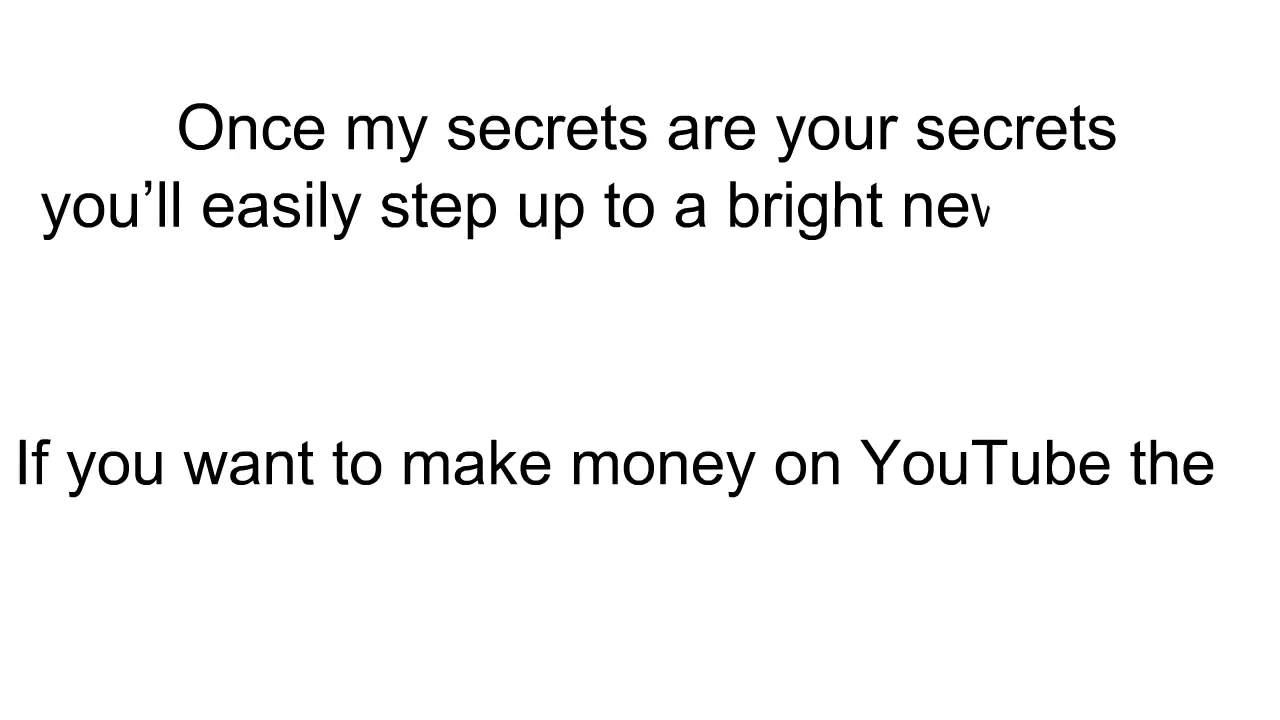 Once my secrets are your secrets
you’ll easily step up to a bright
If you want to make money on YouTube the